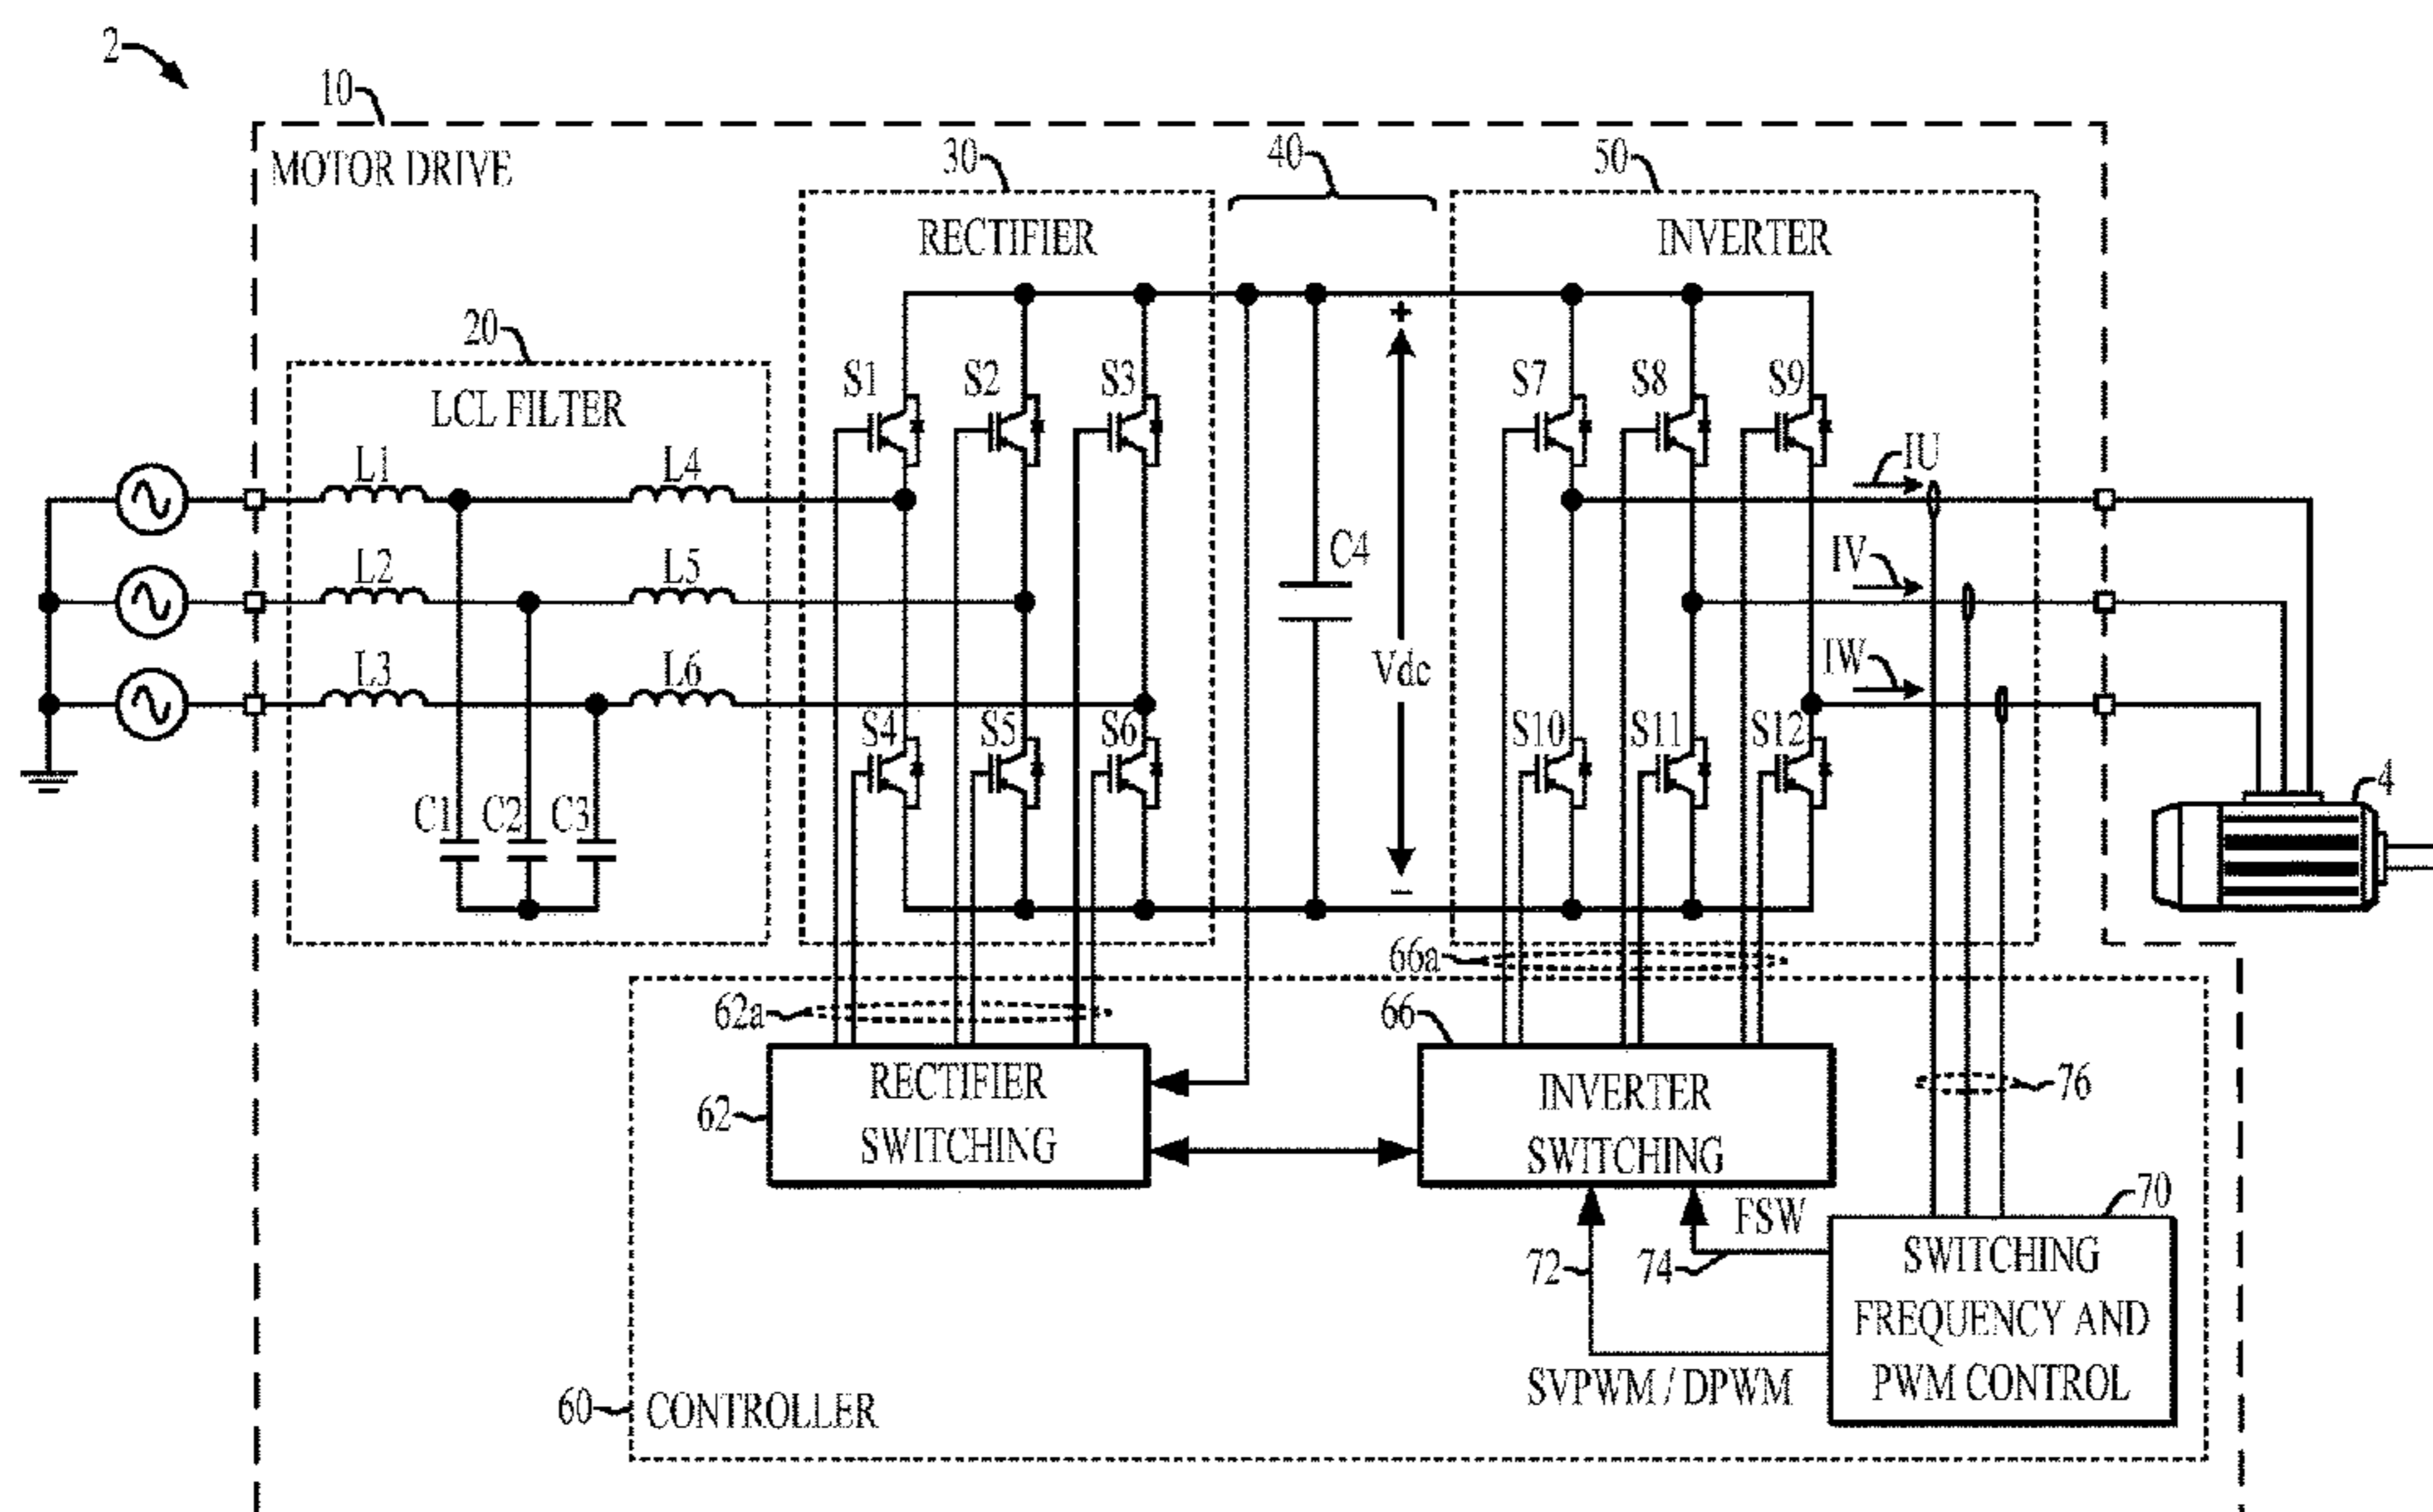 2
10
MOTOR DRIVE
30
40
50
RECTIFIER
INVERTER
20
LCL FILTER
S1
S2
S3
S7
S8
S9
L1
L4
IU
L2
L5
C4
IV
L3
L6
+
Vdc
-
IW
S4
S5
S6
S10
S11
S12
C1
C2
C3
4
62a
66a
66
62
RECTIFIER
SWITCHING
INVERTER
SWITCHING
76
70
FSW
72
74
SWITCHING
FREQUENCY AND
PWM CONTROL
SVPWM / DPWM
60
CONTROLLER